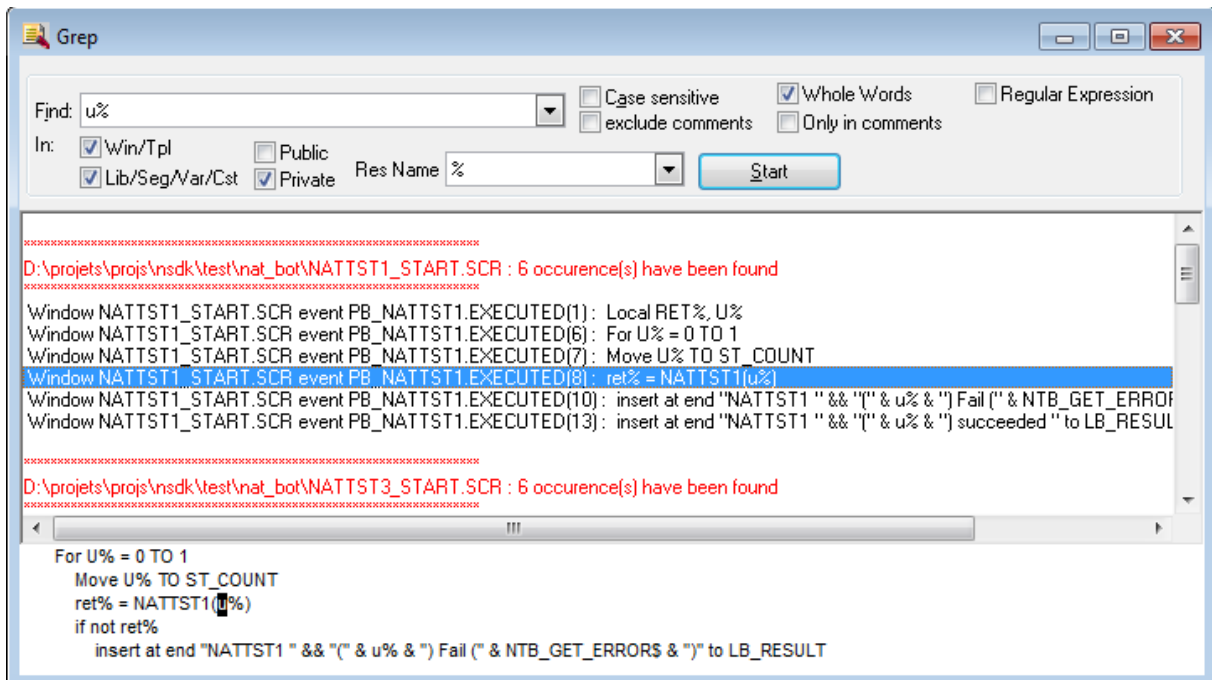 Grep
Find: u%
Case sensitive
Whole Words
Regular Expression
exclude comments
Only in comments
In: Win/Tpl
Public
Lib/Seg/Var/Cst
Private
Res Name %
Start
D:\projets\projs\nsdk\test\nat_bot\NATTST1_START.SCR : 6 occurence(s) have been found
Window NATTST1_START.SCR event PB_NATTST1.EXECUTED(1) : Local RET%, U%
Window NATTST1_START.SCR event PB_NATTST1.EXECUTED(6) : For U% = 0 TO 1
Window NATTST1_START.SCR event PB_NATTST1.EXECUTED(7) : Move U% TO ST_COUNT
Window NATTST1_START.SCR event PB_NATTST1.EXECUTED(8) : ret% = NATTST1(u%)
Window NATTST1_START.SCR event PB_NATTST1.EXECUTED(10) : insert at end "NATTST1 " && "(" & u% & ") Fail (" & NTB_GET_ERROR
Window NATTST1_START.SCR event PB_NATTST1.EXECUTED(13) : insert at end "NATTST1 " && "(" & u% & ") succeeded " to LB_RESUL
D:\projets\projs\nsdk\test\nat_bot\NATTST3_START.SCR : 6 occurence(s) have been found
For U% = 0 TO 1
Move U% TO ST_COUNT
ret% = NATTST1(u%)
if not ret%
insert at end "NATTST1 " && "(" & u% & ") Fail (" & NTB_GET_ERROR$ & ")" to LB_RESULT